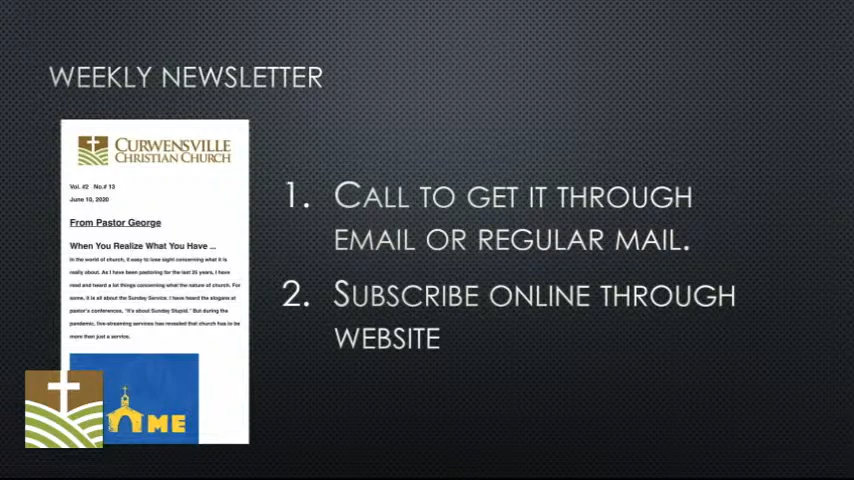 WEEKLY NEWSLETTER
CURWENSVILLE
CHRISTIAN CHURCH
Vol. #2 No.# 13
June 10, 2020
From Pastor George
When You Realize What You Have ...
In the world of church, it easy to lose sight concerning what it is
really about. As I have been pastoring for the last 25 years, I have
read and heard a lot things concerning what the nature of church. For
some, it is all about the Sunday Service. I have heard the slogans at
pastor's conferences, "It's about Sunday Stupid." But during the
pandemic, live-streaming services has revealed that church has to be
more then just a service.
ME
1. CALL TO GET IT THROUGH
EMAIL OR REGULAR MAIL.
2. SUBSCRIBE ONLINE THROUGH
WEBSITE